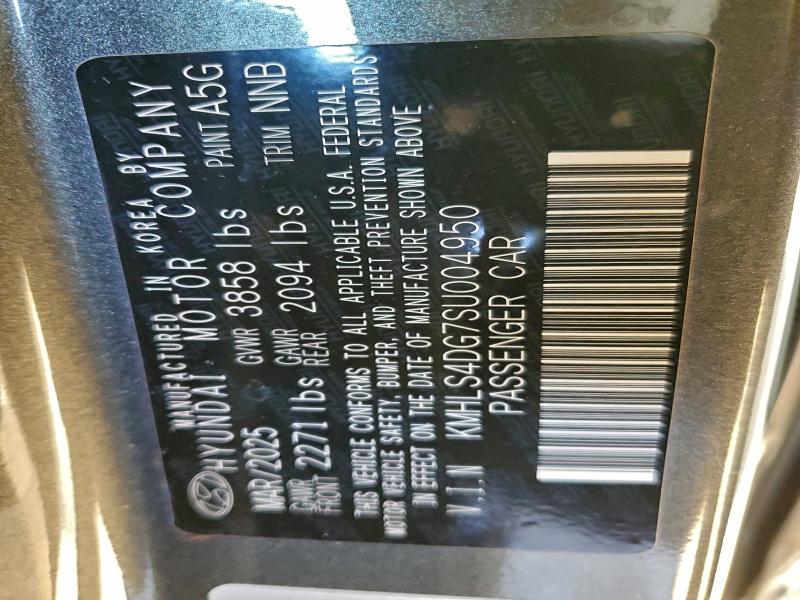 MANUFACTURED IN KOREA BY
HYUNDAI MOTOR COMPANY
MAR/2025 GVWR 3858 lbs PAINT A5G
GAWR FRONT 2271 lbs GAWR REAR 2094 lbs TRIM NNB
THIS VEHICLE CONFORMS TO ALL APPLICABLE U.S.A. FEDERAL
MOTOR VEHICLE SAFETY, BUMPER, AND THEFT PREVENTION STANDARDS
IN EFFECT ON THE DATE OF MANUFACTURE SHOWN ABOVE
V.I.N KMHLS4DG7SU004950
PASSENGER CAR